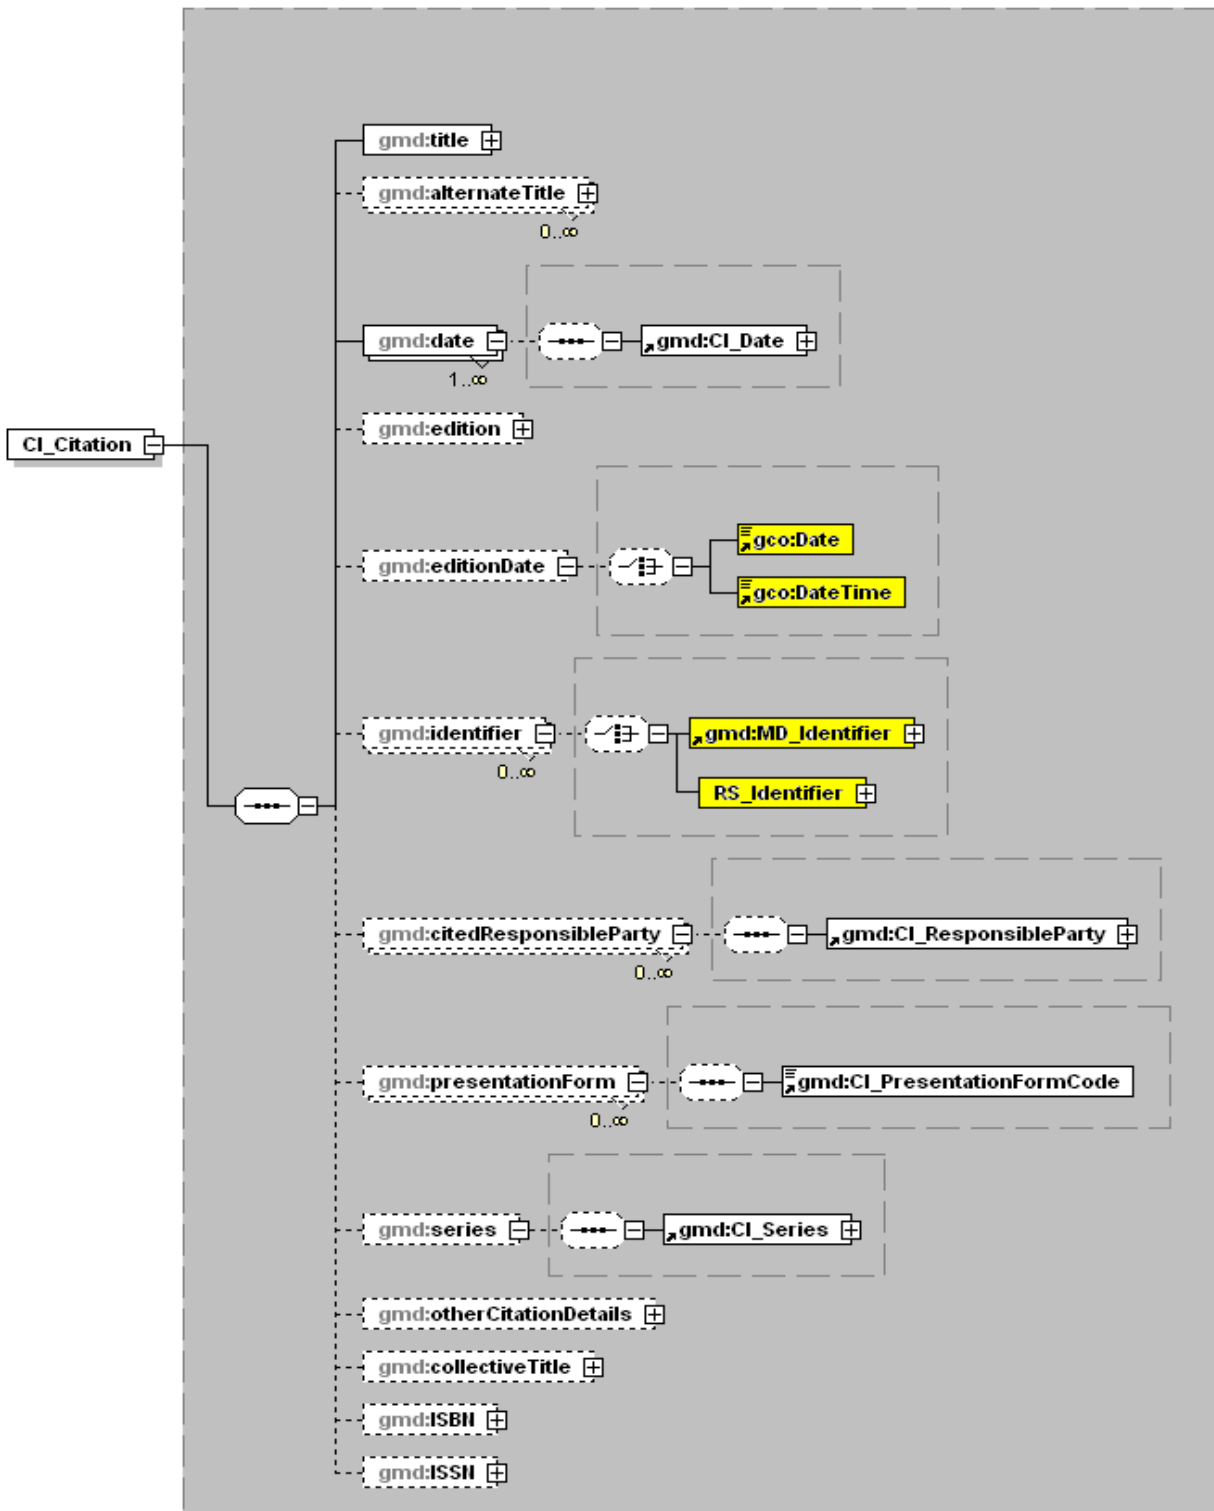 gmd:title
gmd:alternateTitle
0..∞
gmd:date
gmd:CI_Date
1..∞
gmd:edition
CI_Citation
gco:Date
gmd:editionDate
gco:DateTime
gmd:identifier
gmd:MD_Identifier
0..∞
RS_Identifier
gmd:citedResponsibleParty
gmd:CI_ResponsibleParty
0..∞
gmd:presentationForm
gmd:CI_PresentationFormCode
0..∞
gmd:series
gmd:CI_Series
gmd:otherCitationDetails
gmd:collectiveTitle
gmd:ISBN
gmd:ISSN